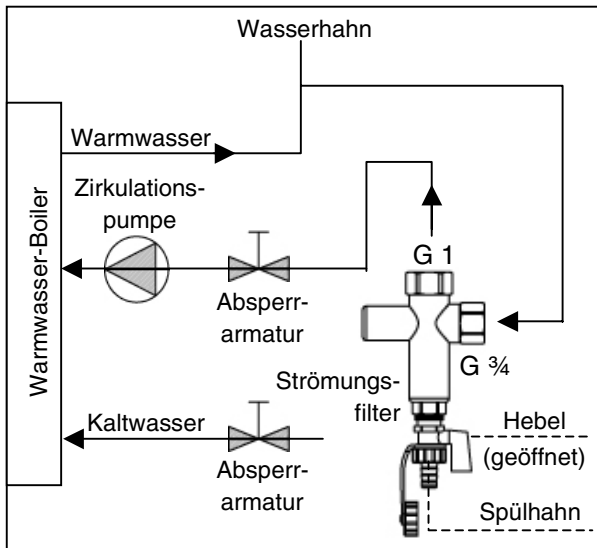 Wasserhahn
Warmwasser
Zirkulations-
pumpe
Warmwasser-Boiler
G 1
Absperr-
armatur
G ¾
Strömungs-
filter
Kaltwasser
Hebel
(geöffnet)
Absperr-
armatur
Spülhahn